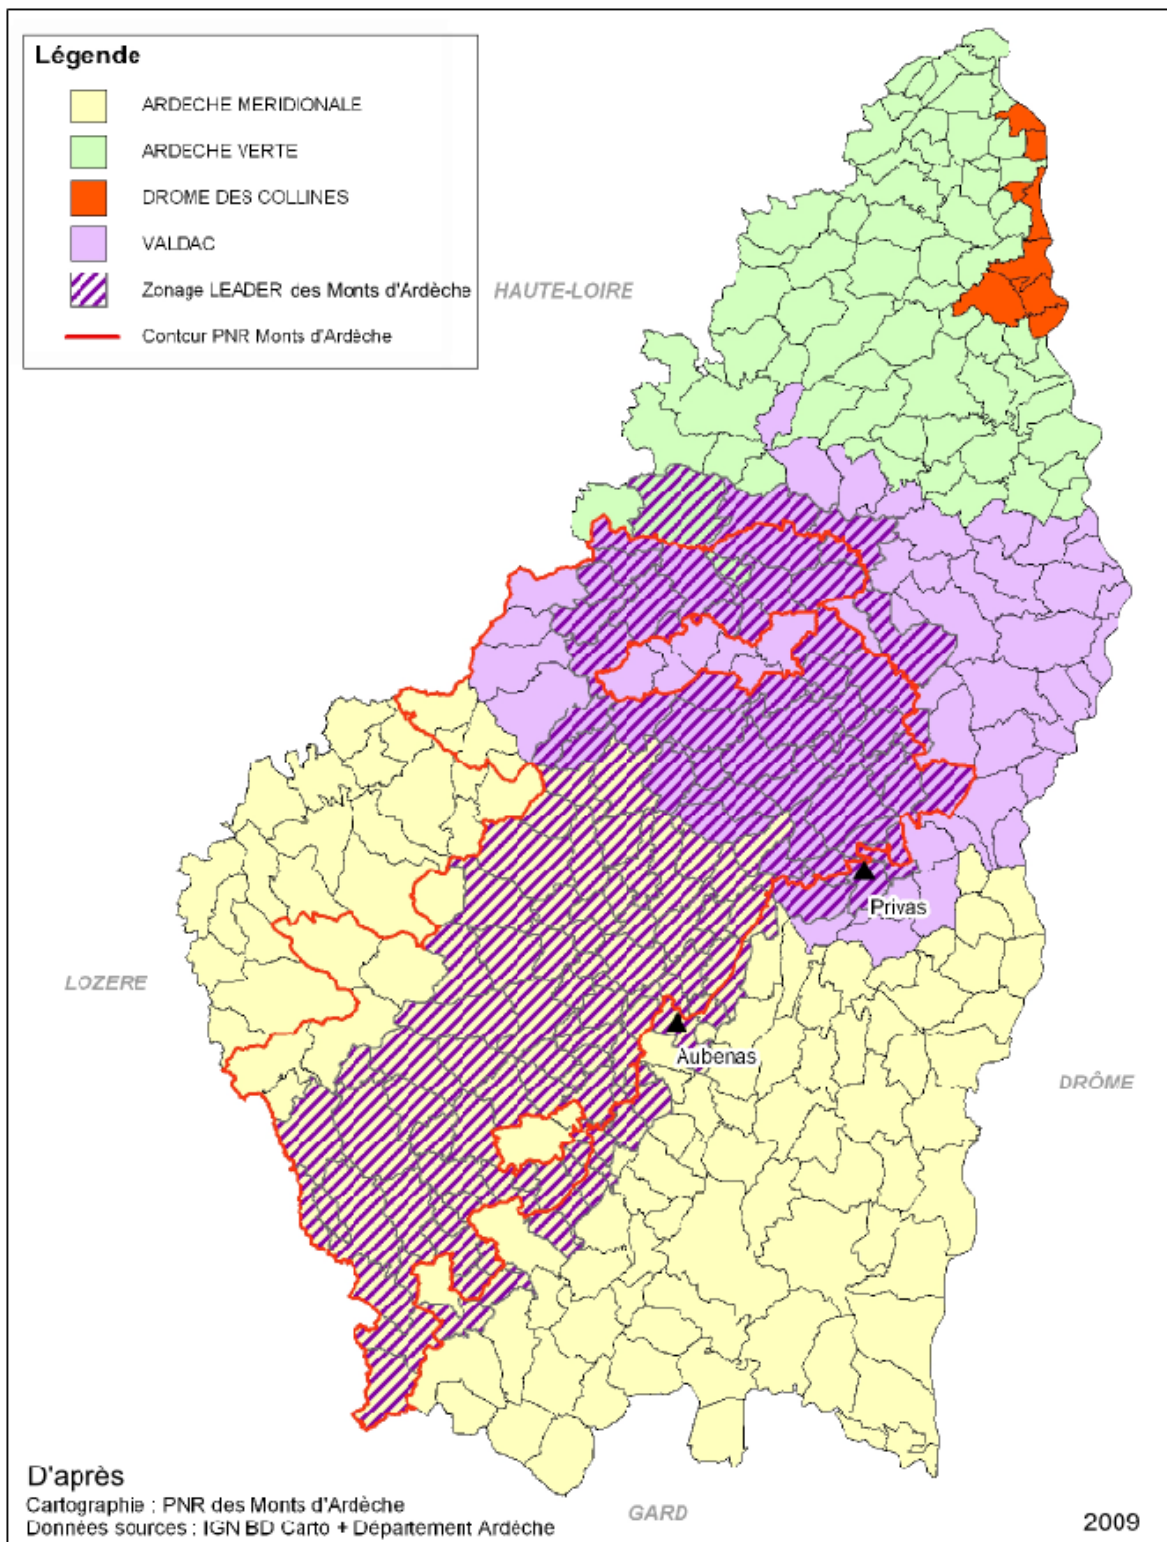 Légende
ARDECHE MERIDIONALE
ARDECHE VERTE
DROME DES COLLINES
VALDAC
Zonage LEADER des Monts d'Ardèche
Contour PNR Monts d'Ardèche
HAUTE-LOIRE
Privas
LOZERE
Aubenas
DRÔME
D'après
Cartographie : PNR des Monts d'Ardèche
Données sources : IGN BD Carto + Département Ardèche
GARD
2009